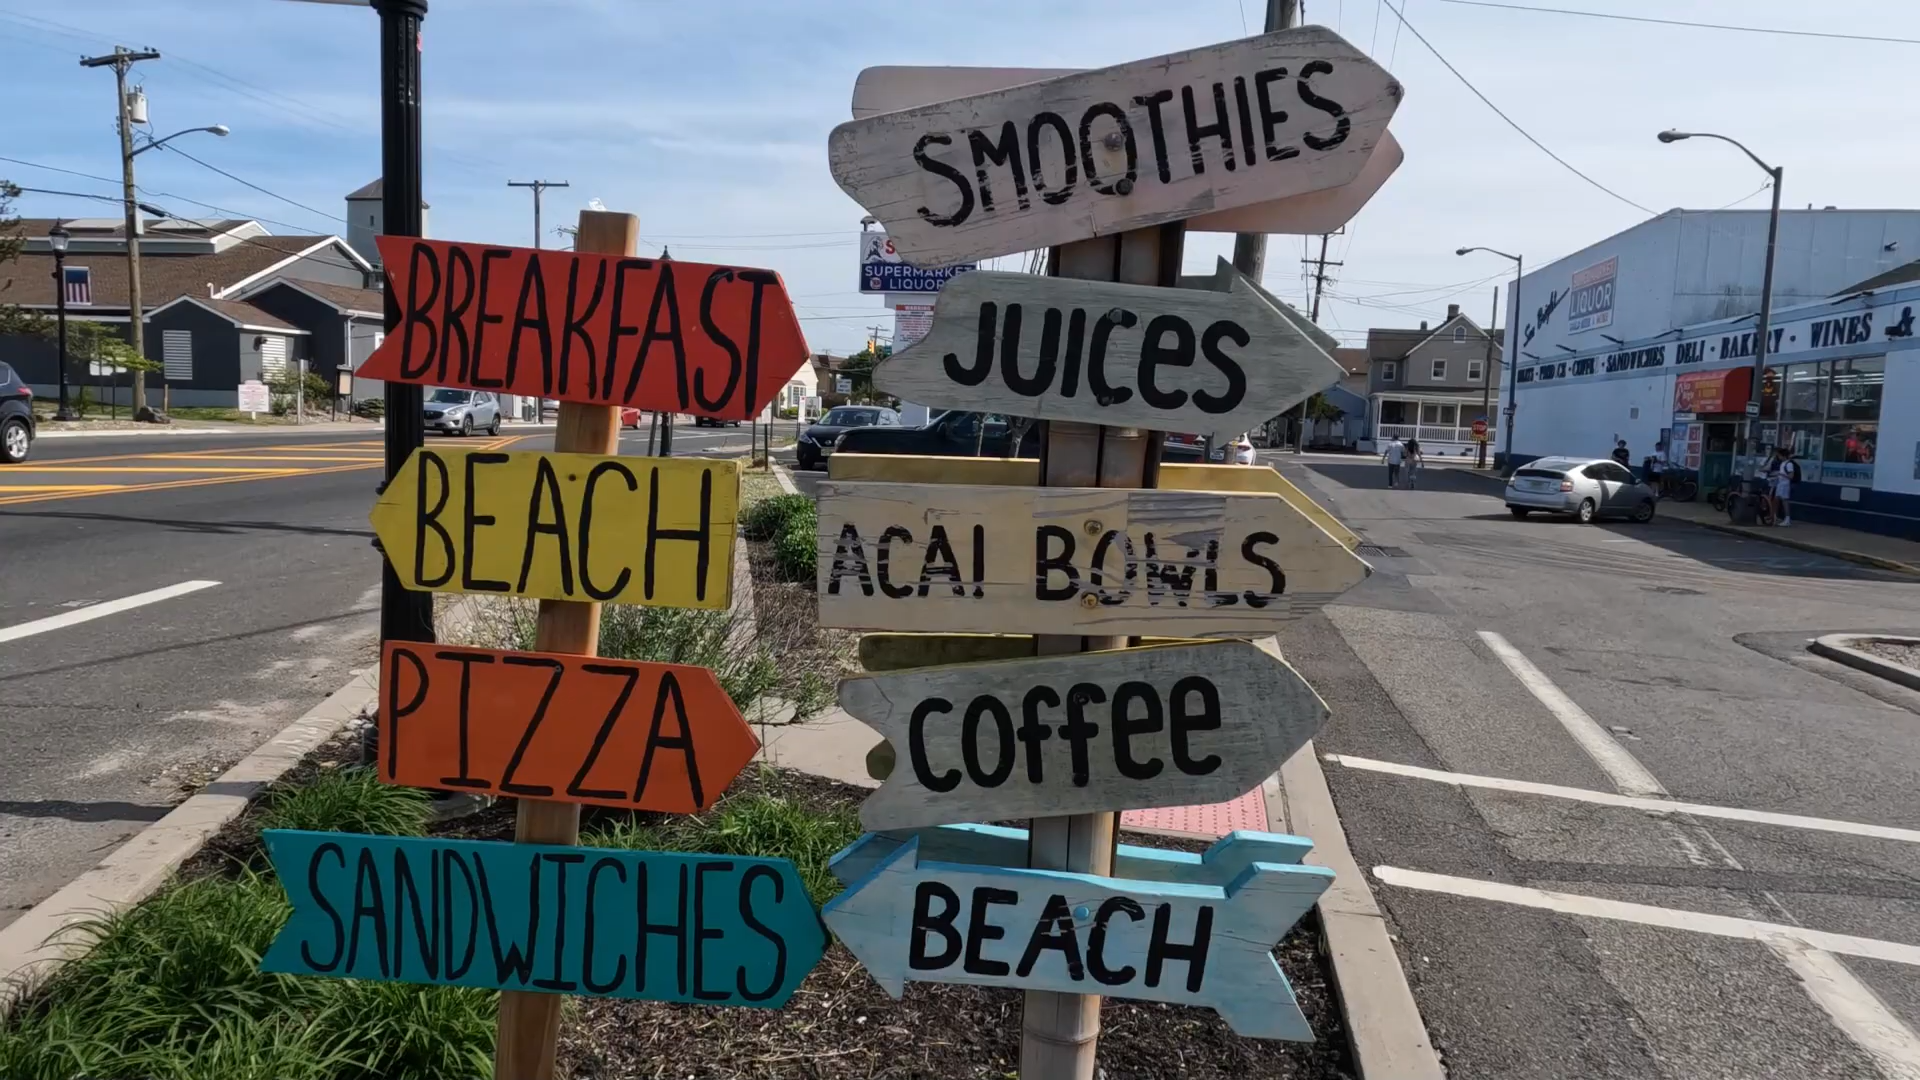 BREAKFAST
BEACH
PIZZA
SANDWICHES
SMOOTHIES
JUICES
ACAI BOWLS
COFFEE
BEACH
SUPERMARKET
LIQUOR
LIQUOR
SANDWICHES DELI · BAKERY · WINES &